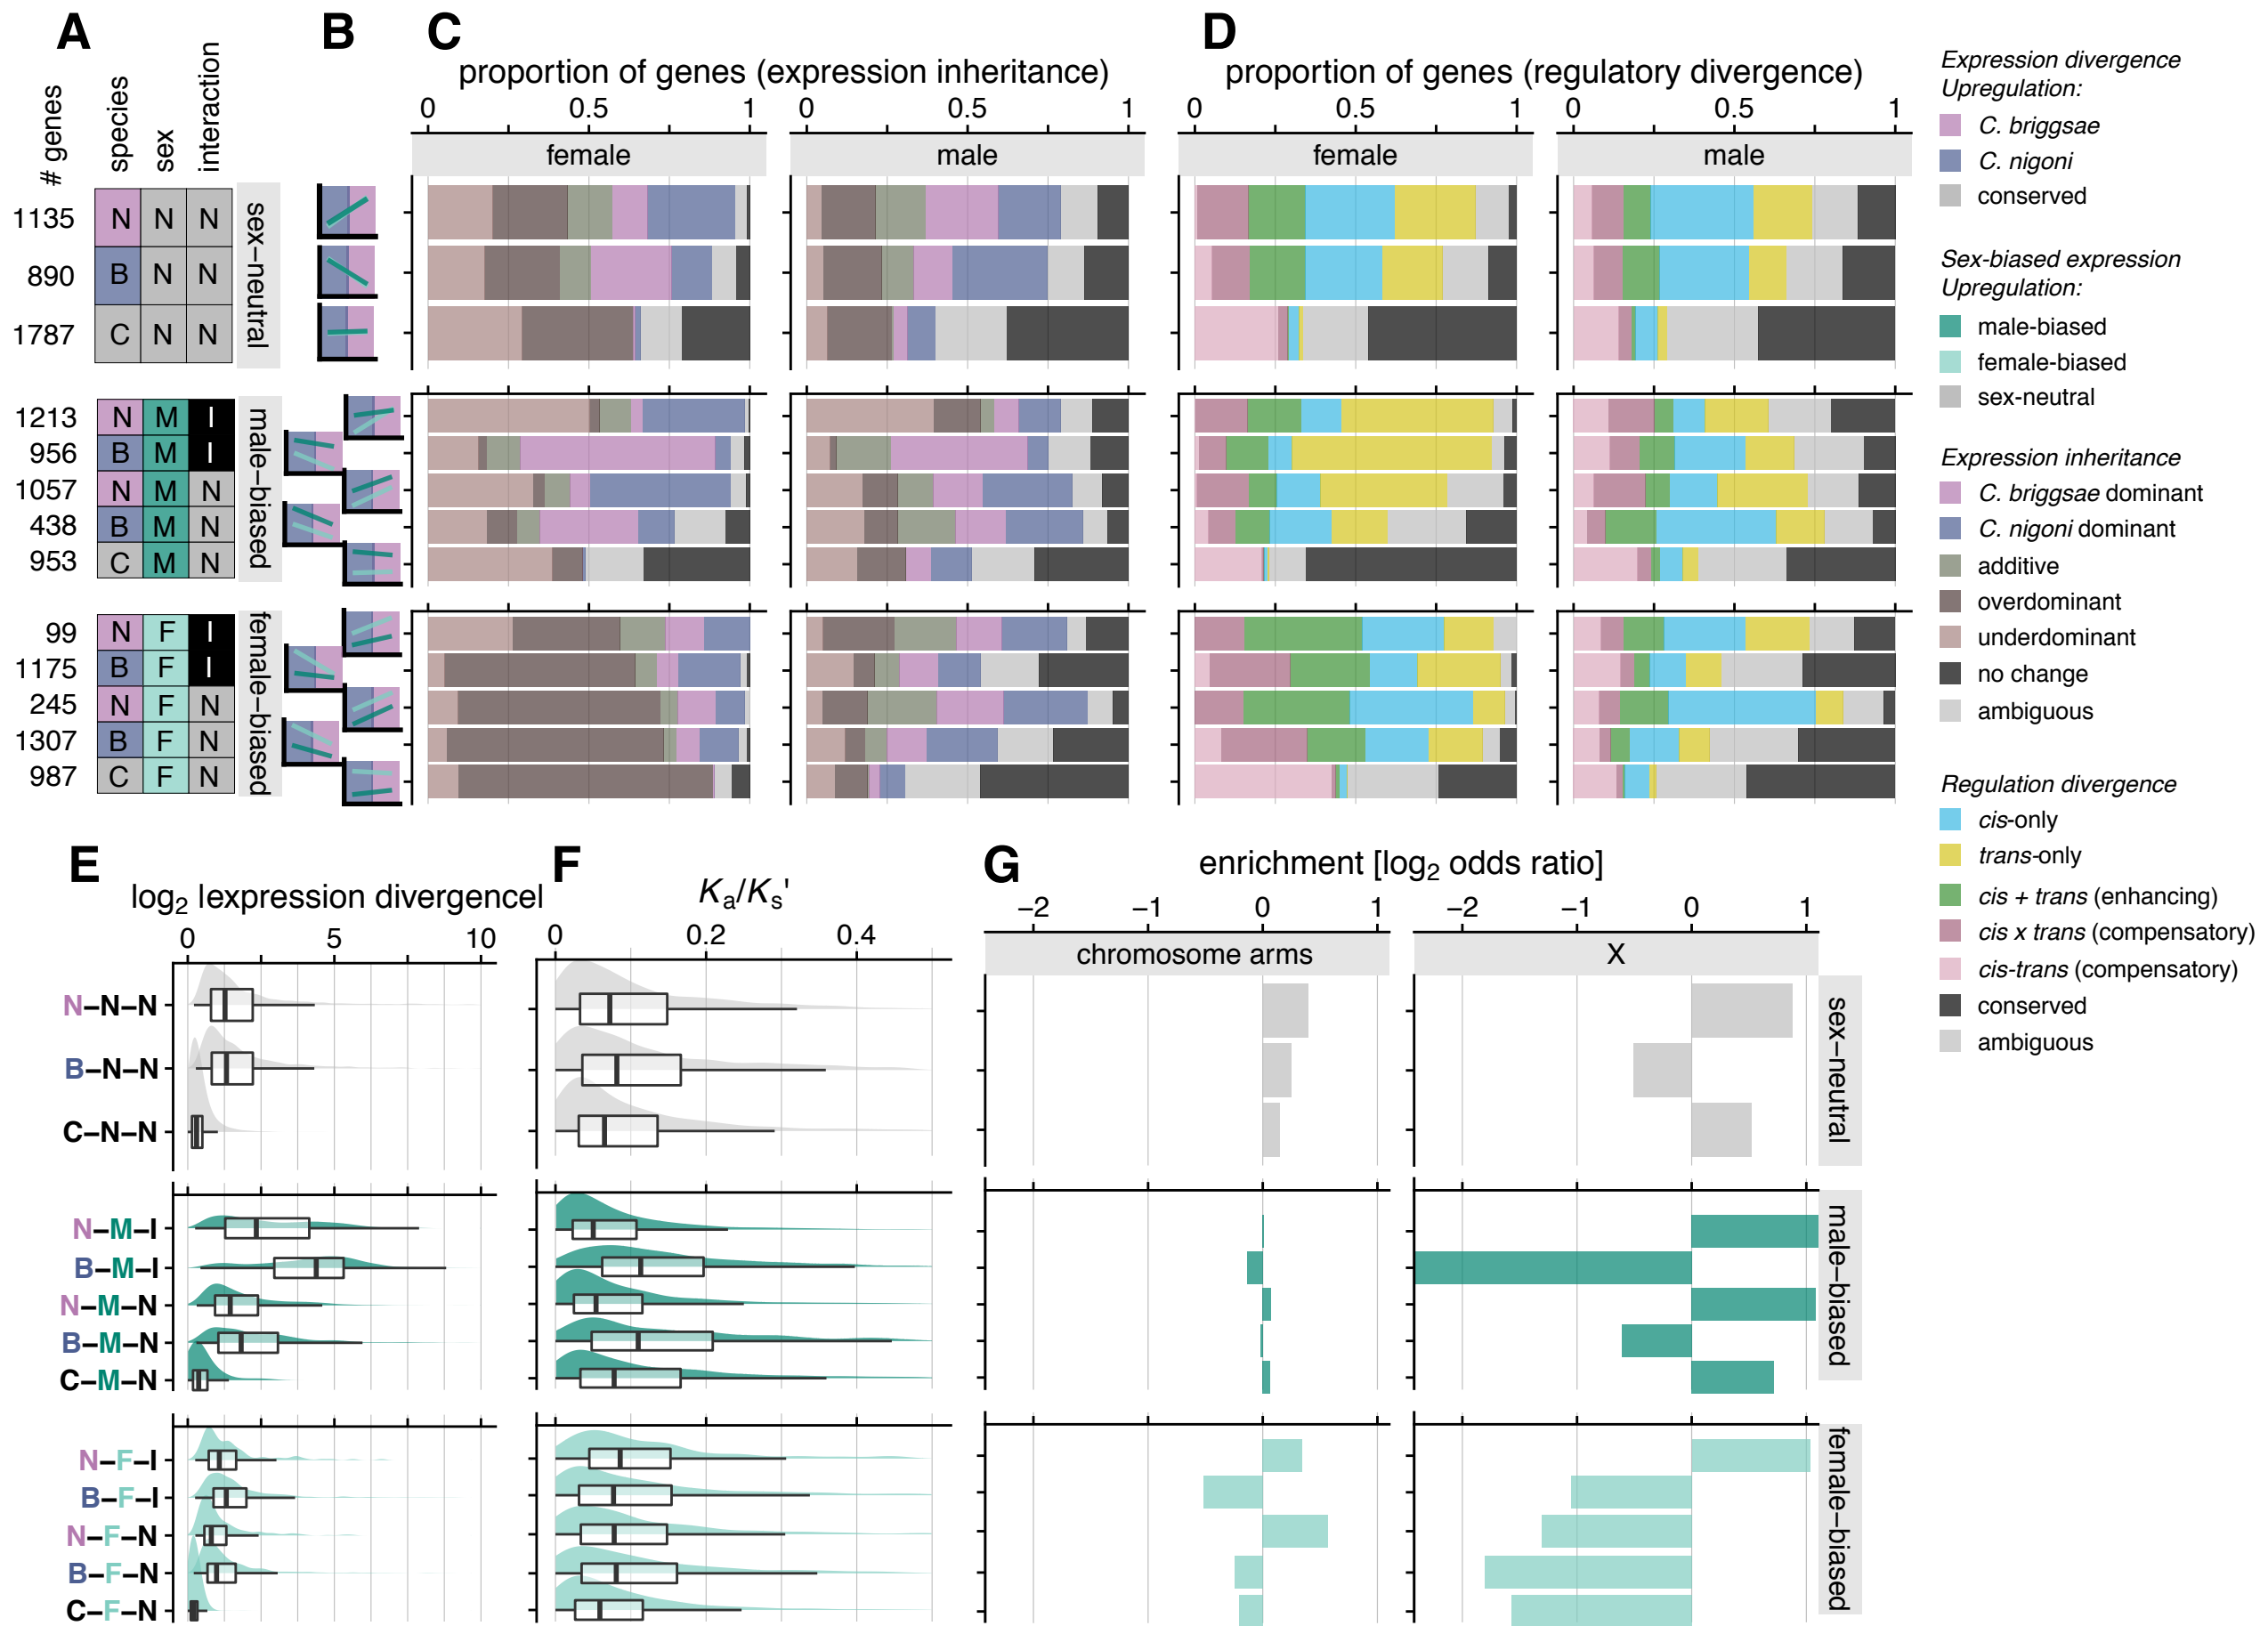 A
B
C
D
# genes
species
sex
interaction
proportion of genes (expression inheritance)
0 0.5 1 0 0.5 1
female male
proportion of genes (regulatory divergence)
0 0.5 1 0 0.5 1
female male
1135 N N N
890 B N N
1787 C N N
sex–neutral
1213 N M I
956 B M I
1057 N M N
438 B M N
953 C M N
male–biased
99 N F I
1175 B F I
245 N F N
1307 B F N
987 C F N
female–biased
Expression divergence
Upregulation:
C. briggsae
C. nigoni
conserved
Sex-biased expression
Upregulation:
male-biased
female-biased
sex-neutral
Expression inheritance
C. briggsae dominant
C. nigoni dominant
additive
overdominant
underdominant
no change
ambiguous
Regulation divergence
cis-only
trans-only
cis + trans (enhancing)
cis x trans (compensatory)
cis-trans (compensatory)
conserved
ambiguous
E
log2 |expression divergence|
0 5 10
N–N–N
B–N–N
C–N–N
N–M–I
B–M–I
N–M–N
B–M–N
C–M–N
N–F–I
B–F–I
N–F–N
B–F–N
C–F–N
F
Ka/Ks'
0 0.2 0.4
G
enrichment [log2 odds ratio]
−2 −1 0 1 −2 −1 0 1
chromosome arms X
sex–neutral
male–biased
female–biased